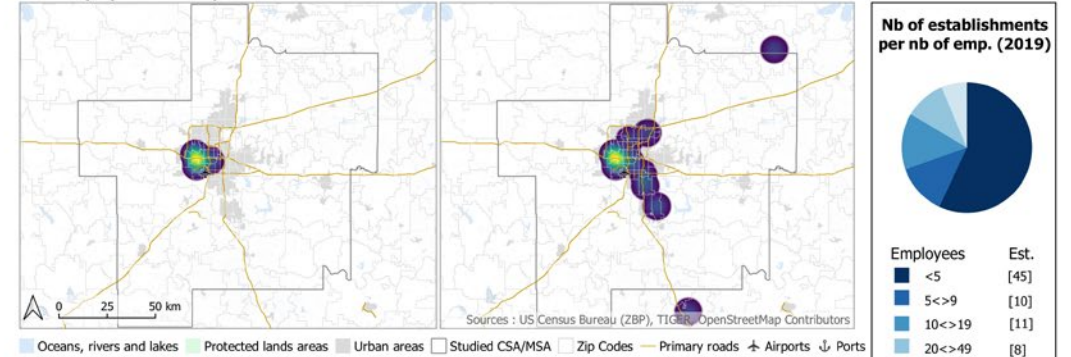 Nb of establishments
per nb of emp. (2019)
0 25 50 km
Sources : US Census Bureau (ZBP), TIGER, OpenStreetMap Contributors
Oceans, rivers and lakes Protected lands areas Urban areas Studied CSA/MSA Zip Codes Primary roads Airports Ports
Employees Est.
<5 [45]
5<>9 [10]
10<>19 [11]
20<>49 [8]